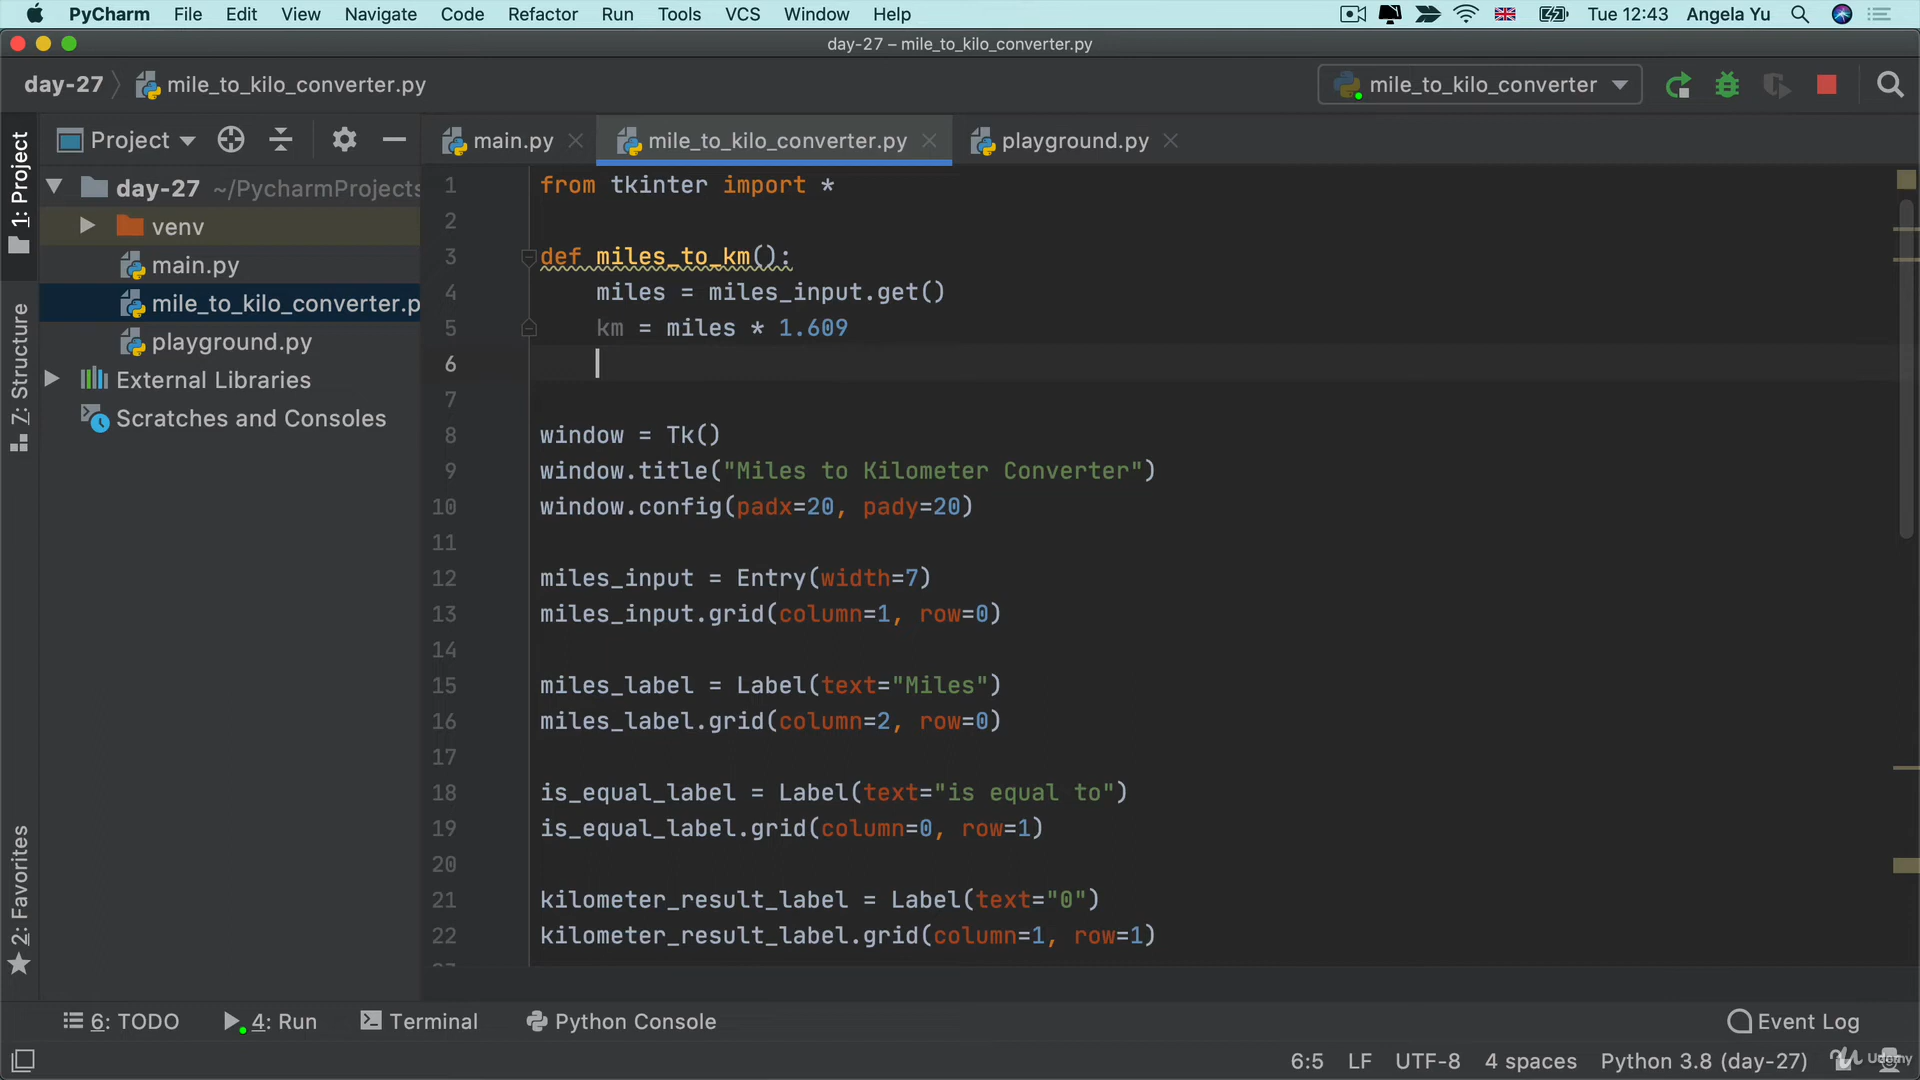 PyCharm File Edit View Navigate Code Refactor Run Tools VCS Window Help Tue 12:43 Angela Yu
day-27 – mile_to_kilo_converter.py
day-27 mile_to_kilo_converter.py mile_to_kilo_converter
Project main.py mile_to_kilo_converter.py playground.py
1: Project
7: Structure
2: Favorites
day-27 ~/PycharmProjects
venv
main.py
mile_to_kilo_converter.p
playground.py
External Libraries
Scratches and Consoles
1 from tkinter import *
2
3 def miles_to_km():
4 miles = miles_input.get()
5 km = miles * 1.609
6
7
8 window = Tk()
9 window.title("Miles to Kilometer Converter")
10 window.config(padx=20, pady=20)
11
12 miles_input = Entry(width=7)
13 miles_input.grid(column=1, row=0)
14
15 miles_label = Label(text="Miles")
16 miles_label.grid(column=2, row=0)
17
18 is_equal_label = Label(text="is equal to")
19 is_equal_label.grid(column=0, row=1)
20
21 kilometer_result_label = Label(text="0")
22 kilometer_result_label.grid(column=1, row=1)
6: TODO 4: Run Terminal Python Console Event Log
6:5 LF UTF-8 4 spaces Python 3.8 (day-27) Udemy